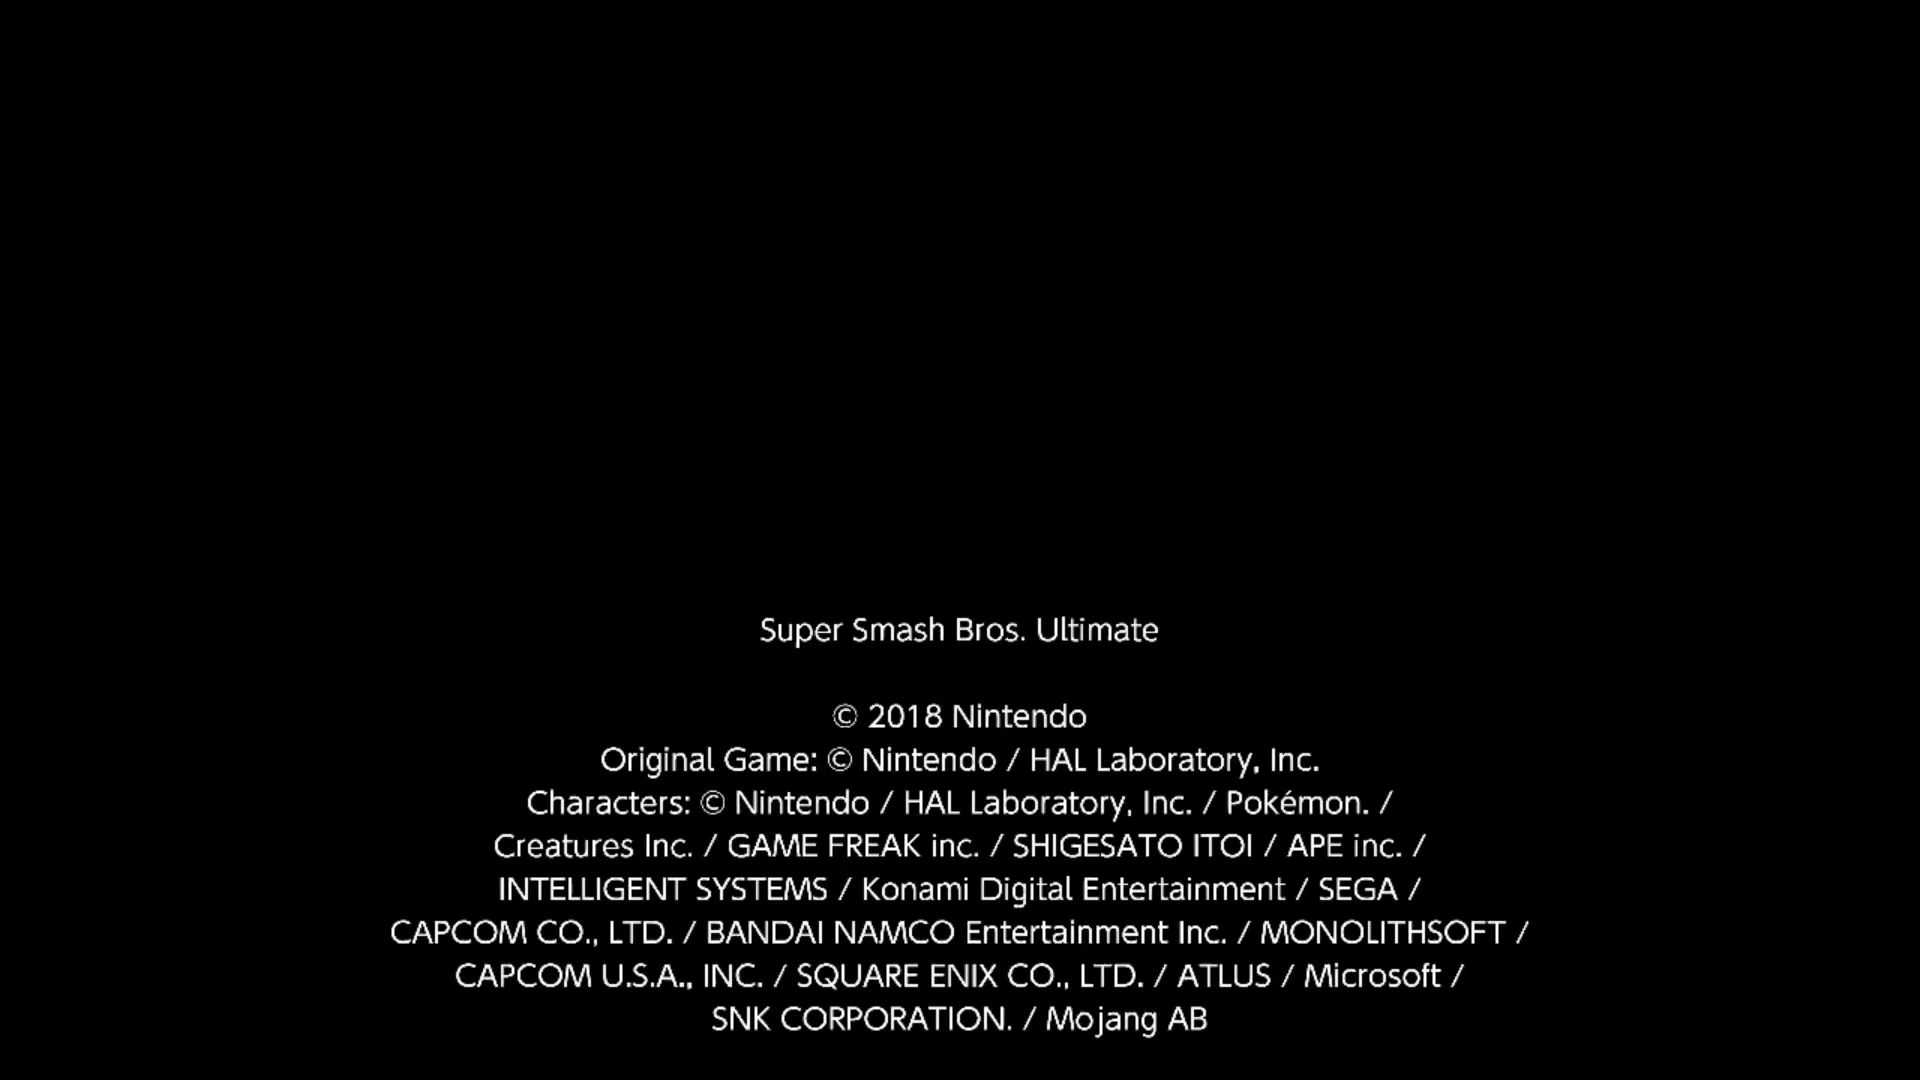 Super Smash Bros. Ultimate
© 2018 Nintendo
Original Game: © Nintendo / HAL Laboratory, Inc.
Characters: © Nintendo / HAL Laboratory, Inc. / Pokémon. /
Creatures Inc. / GAME FREAK inc. / SHIGESATO ITOI / APE inc. /
INTELLIGENT SYSTEMS / Konami Digital Entertainment / SEGA /
CAPCOM CO., LTD. / BANDAI NAMCO Entertainment Inc. / MONOLITHSOFT /
CAPCOM U.S.A., INC. / SQUARE ENIX CO., LTD. / ATLUS / Microsoft /
SNK CORPORATION. / Mojang AB